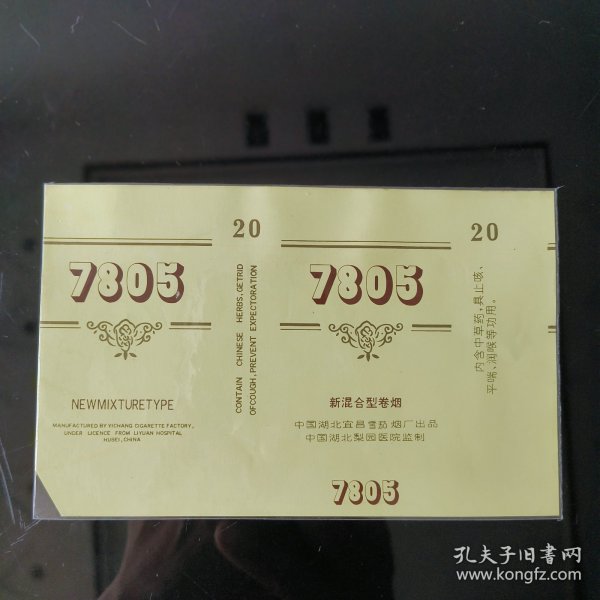 7805
NEWMIXTURETYPE
MANUFACTURED BY YICHANG CIGARETTE FACTORY,
UNDER LICENCE FROM LIYUAN HOSPITAL
HUBEI, CHINA
20
CONTAIN CHINESE HERBS, GETRID
OFCOUGH, PREVENT EXPECTORATION
7805
新混合型卷烟
中国湖北宜昌雪茄烟厂出品
中国湖北梨园医院监制
7805
20
内含中草药，具止咳、
平喘、润喉等功用。
孔夫子旧书网
www.kongfz.com